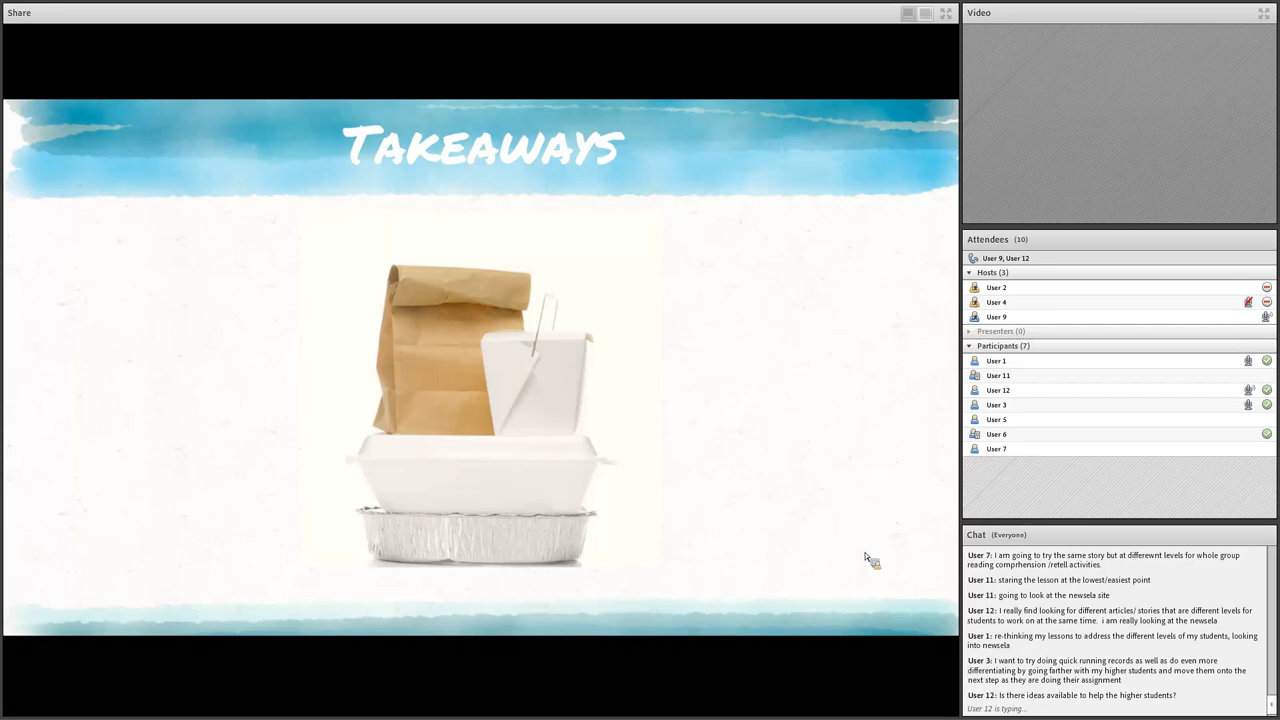 Share
Takeaways
Video
Attendees (10)
User 9, User 12
Hosts (3)
User 2
User 4
User 9
Presenters (0)
Participants (7)
User 1
User 11
User 12
User 3
User 5
User 6
User 7
Chat (Everyone)
User 7: I am going to try the same story but at differewnt levels for whole group
reading comprhension /retell activities.
User 11: staring the lesson at the lowest/easiest point
User 11: going to look at the newsela site
User 12: I really find looking for different articles/ stories that are different levels for
students to work on at the same time. i am really looking at the newsela
User 1: re-thinking my lessons to address the different levels of my students, looking
into newsela
User 3: I want to try doing quick running records as well as do even more
differentiating by going farther with my higher students and move them onto the
next step as they are doing their assignment
User 12: Is there ideas available to help the higher students?
User 12 is typing...